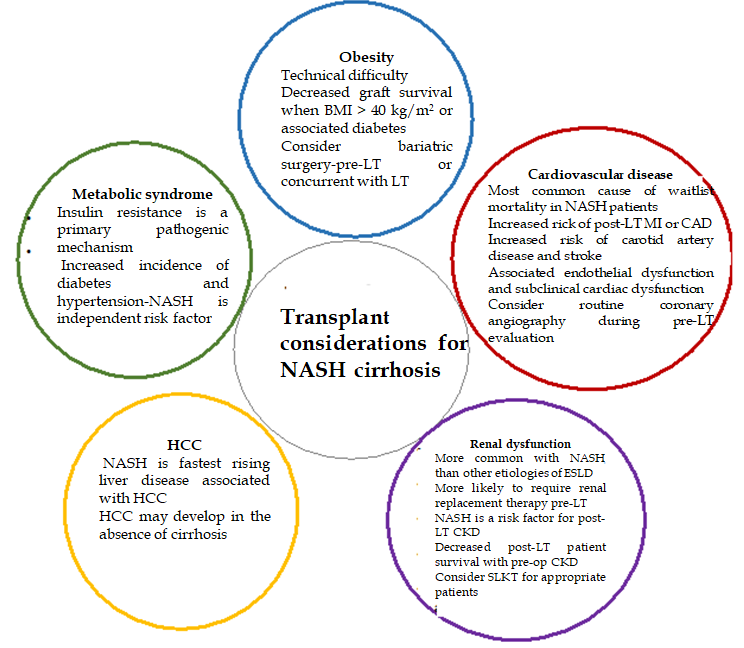 Obesity
Technical difficulty
Decreased graft survival
when BMI > 40 kg/m² or
associated diabetes
Consider bariatric
surgery-pre-LT or
concurrent with LT
Metabolic syndrome
• Insulin resistance is a
primary pathogenic
• mechanism
Increased incidence of
diabetes and
hypertension-NASH is
independent risk factor
Cardiovascular disease
Most common cause of waitlist
mortality in NASH patients
Increased rick of post-LT MI or CAD
Increased risk of carotid artery
disease and stroke
Associated endothelial dysfunction
and subclinical cardiac dysfunction
Consider routine coronary
angiography during pre-LT
evaluation
Transplant
considerations for
NASH cirrhosis
HCC
NASH is fastest rising
liver disease associated
with HCC
HCC may develop in the
absence of cirrhosis
Renal dysfunction
More common with NASH
than other etiologies of ESLD
More likely to require renal
replacement therapy pre-LT
NASH is a risk factor for post-
LT CKD
Decreased post-LT patient
survival with pre-op CKD
Consider SLKT for appropriate
patients